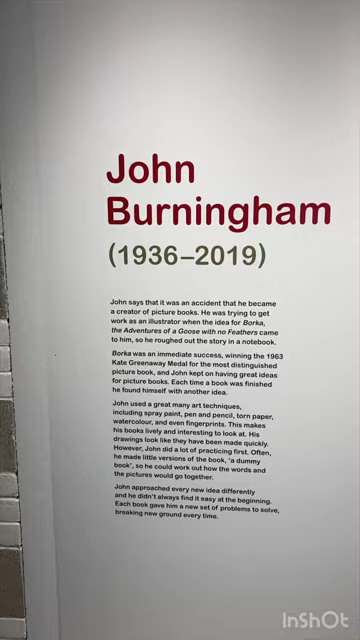 John
Burningham
(1936–2019)
John says that it was an accident that he became
a creator of picture books. He was trying to get
work as an illustrator when the idea for Borka,
the Adventures of a Goose with no Feathers came
to him, so he roughed out the story in a notebook.
Borka was an immediate success, winning the 1963
Kate Greenaway Medal for the most distinguished
picture book, and John kept on having great ideas
for picture books. Each time a book was finished
he found himself with another idea.
John used a great many art techniques,
including spray paint, pen and pencil, torn paper,
watercolour, and even fingerprints. This makes
his books lively and interesting to look at. His
drawings look like they have been made quickly.
However, John did a lot of practicing first. Often,
he made little versions of the book, ‘a dummy
book’, so he could work out how the words and
the pictures would go together.
John approached every new idea differently
and he didn’t always find it easy at the beginning.
Each book gave him a new set of problems to solve,
breaking new ground every time.
InShOt